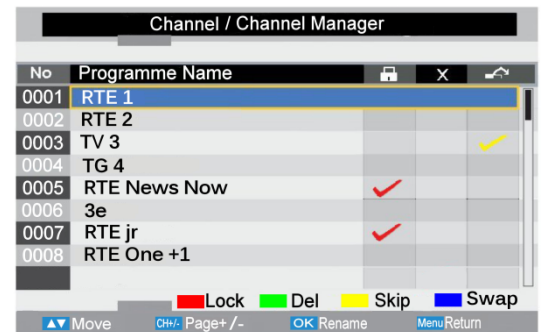 Channel / Channel Manager
No Programme Name X
0001 RTE 1
0002 RTE 2
0003 TV 3
0004 TG 4
0005 RTE News Now
0006 3e
0007 RTE jr
0008 RTE One +1
Lock Del Skip Swap
Move CH+/- Page+/- OK Rename Menu Return